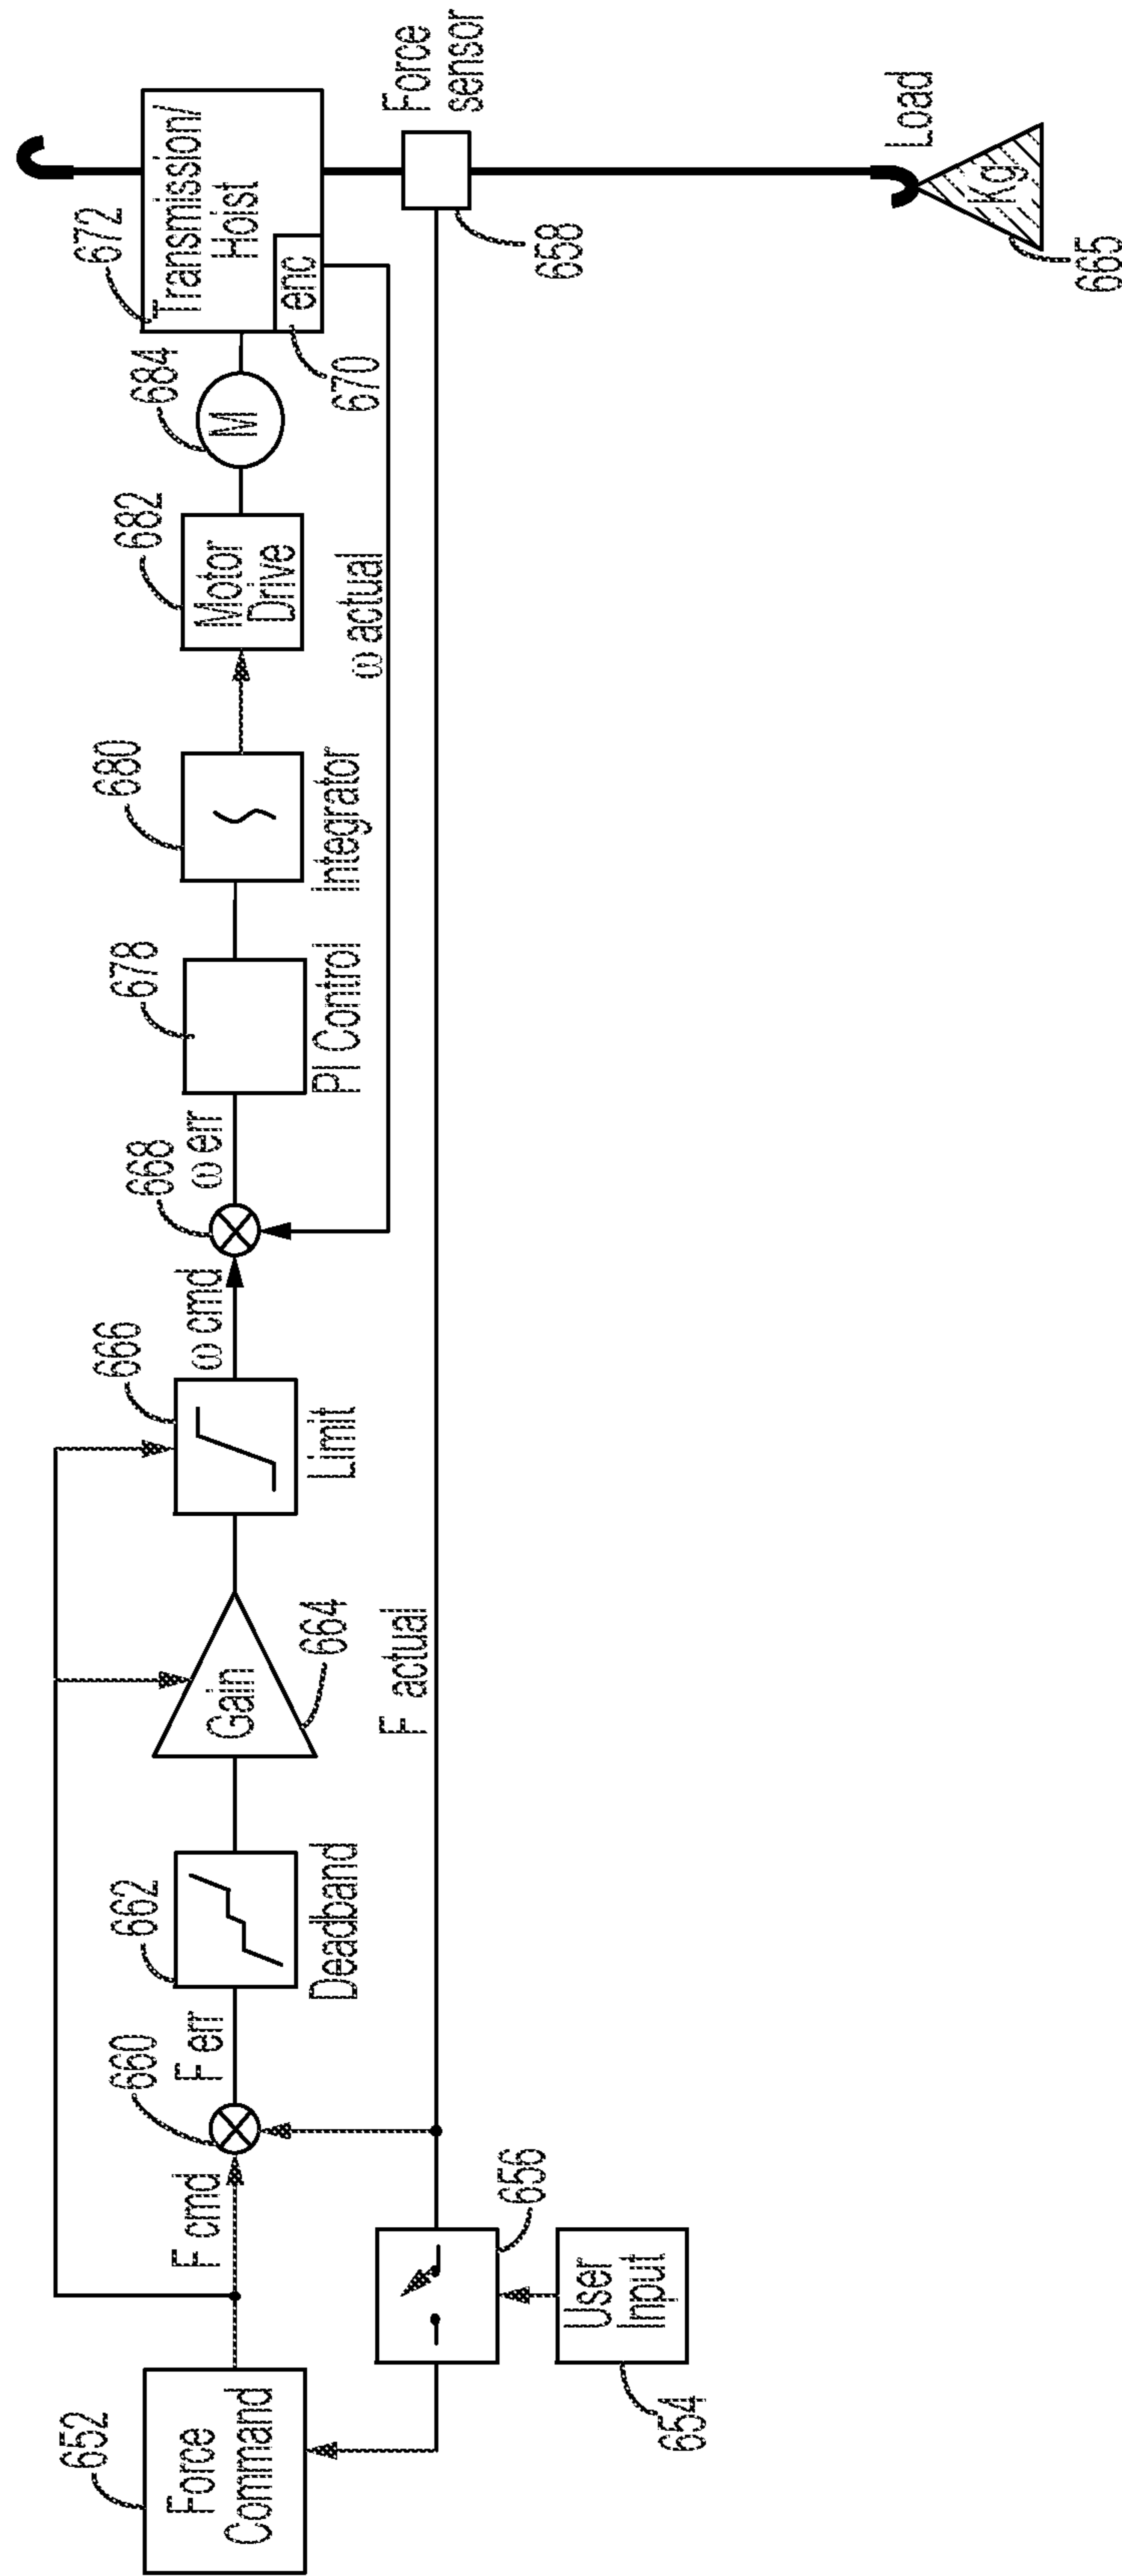 652
Force
Command
F cmd
660
F err
662
Deadband
Gain
664
666
Limit
ω cmd
668
ω err
678
PI Control
680
Integrator
682
Motor
Drive
684
M
672
Transmission/
Hoist
enc
670
ω actual
F actual
656
User
Input
654
Force
sensor
658
Load
Kg
665